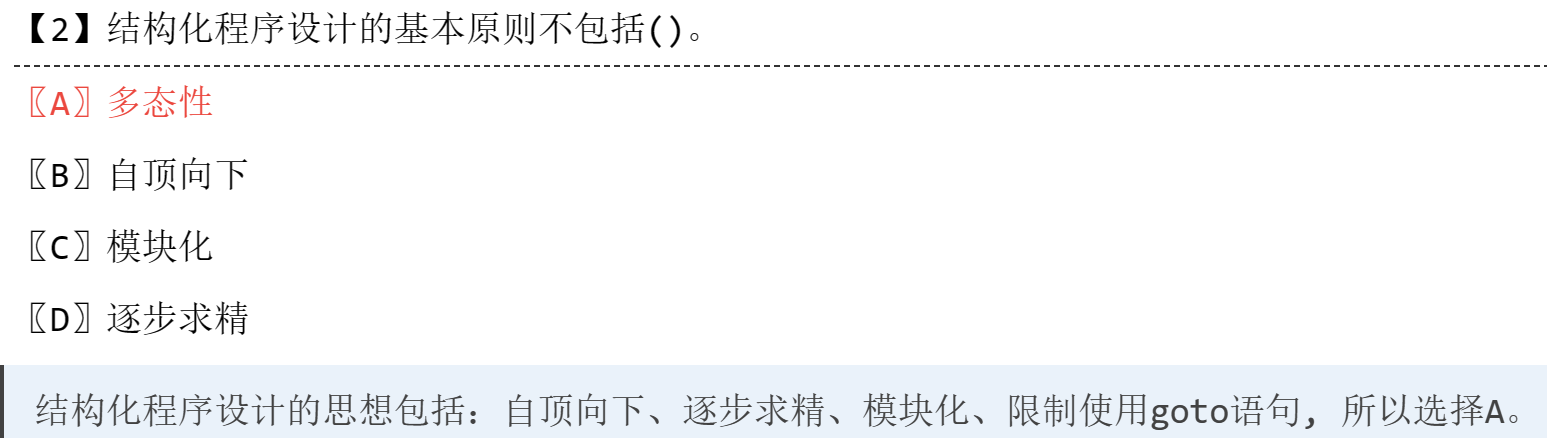 【2】结构化程序设计的基本原则不包括()。
〖A〗多态性
〖B〗自顶向下
〖C〗模块化
〖D〗逐步求精
结构化程序设计的思想包括：自顶向下、逐步求精、模块化、限制使用goto语句, 所以选择A。